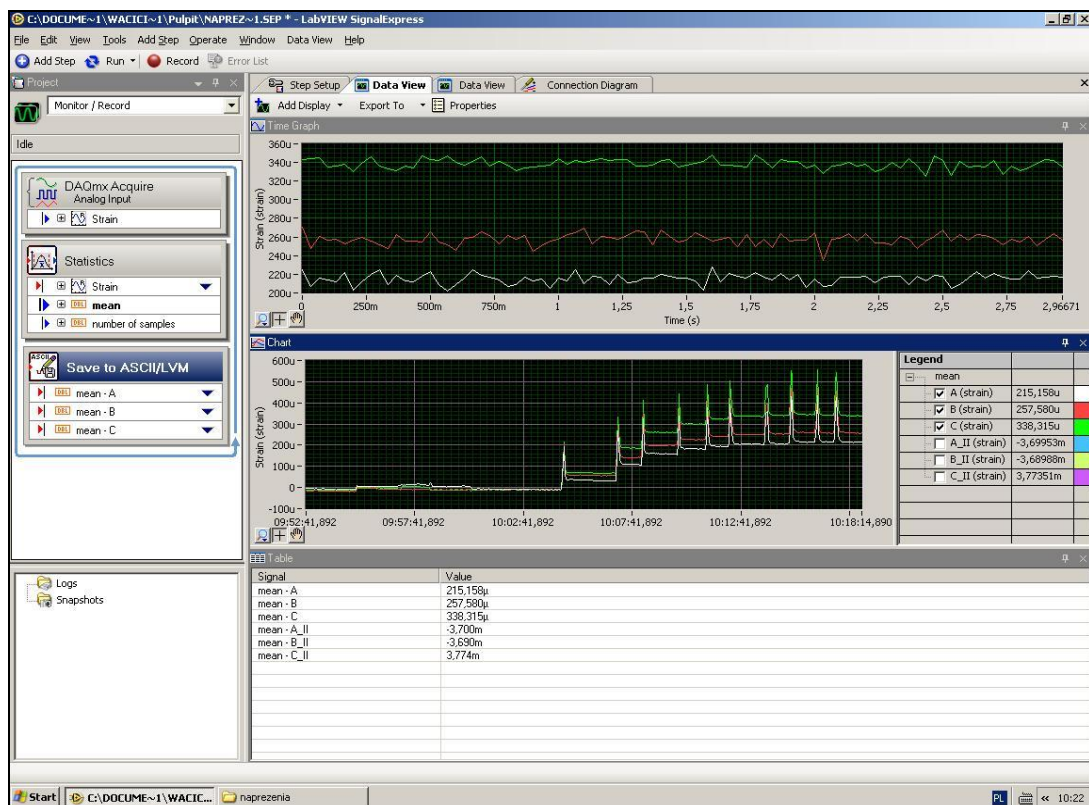 C:\DOCUME~1\WACICI~1\Pulpit\NAPREZ~1.SEP * - LabVIEW SignalExpress
File Edit View Tools Add Step Operate Window Data View Help
Add Step Run Record Error List
Project
Monitor / Record
Idle
DAQmx Acquire
Analog Input
Strain
Statistics
Strain
DBL mean
DBL number of samples
ASCII
Save to ASCII/LVM
DBL mean - A
DBL mean - B
DBL mean - C
Logs
Snapshots
Step Setup Data View Data View Connection Diagram
Add Display Export To Properties
Time Graph
Strain (strain)
360u
340u
320u
300u
280u
260u
240u
220u
200u
0 250m 500m 750m 1 1,25 1,5 1,75 2 2,25 2,5 2,75 2,96671
Time (s)
Chart
Strain (strain)
600u
500u
400u
300u
200u
100u
0
-100u
09:52:41,892 09:57:41,892 10:02:41,892 10:07:41,892 10:12:41,892 10:18:14,890
Legend
mean
A (strain) 215,158u
B (strain) 257,580u
C (strain) 338,315u
A_II (strain) -3,69953m
B_II (strain) -3,68988m
C_II (strain) 3,77351m
Table
Signal Value
mean - A 215,158µ
mean - B 257,580µ
mean - C 338,315µ
mean - A_II -3,700m
mean - B_II -3,690m
mean - C_II 3,774m
Start C:\DOCUME~1\WACIC... naprezenia PL « 10:22